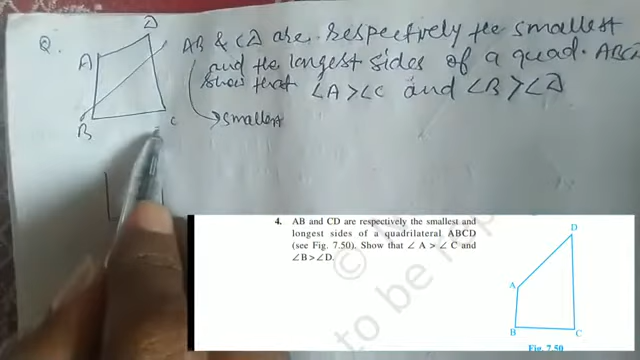 Q.
D
A
B
C
AB & CD are respectively the smallest
and the longest sides of a quad. ABCD
show that ∠A>∠C and ∠B>∠D
smallest
4. AB and CD are respectively the smallest and
longest sides of a quadrilateral ABCD
(see Fig. 7.50). Show that ∠ A > ∠ C and
∠B>∠D.
D
A
B
C
Fig. 7.50
to be